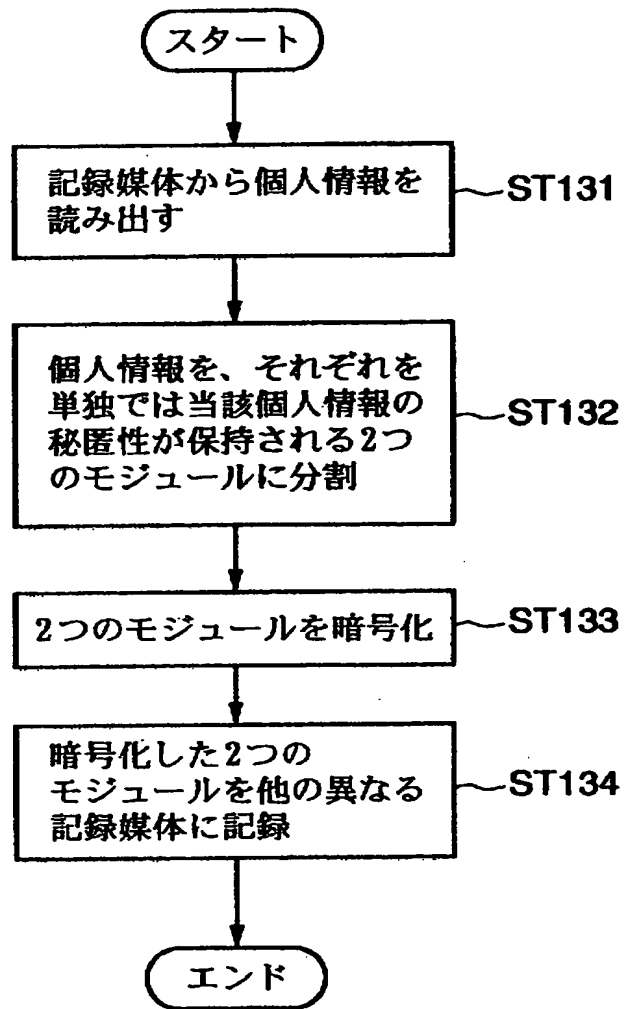 スタート
記録媒体から個人情報を
読み出す
ST131
個人情報を、それぞれを
単独では当該個人情報の
秘匿性が保持される2つ
のモジュールに分割
ST132
2つのモジュールを暗号化
ST133
暗号化した2つの
モジュールを他の異なる
記録媒体に記録
ST134
エンド